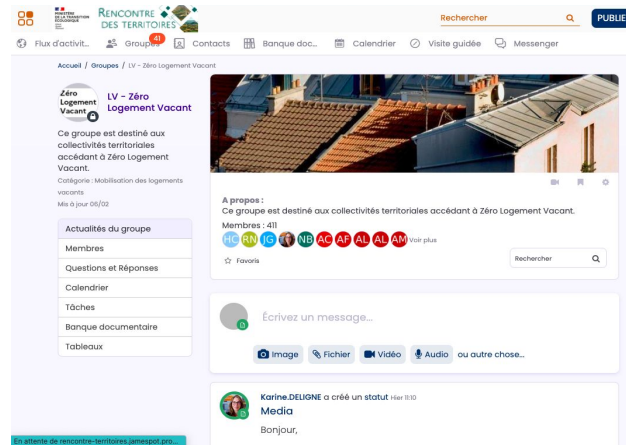 MINISTÈRE
DE LA TRANSITION
ÉCOLOGIQUE
RENCONTRE
DES TERRITOIRES
Rechercher
PUBLIE
Flux d'activit...
Groupes
41
Contacts
Banque doc...
Calendrier
Visite guidée
Messenger
Accueil / Groupes / LV - Zéro Logement Vacant
Zéro
Logement
Vacant
LV - Zéro
Logement Vacant
Ce groupe est destiné aux
collectivités territoriales
accédant à Zéro Logement
Vacant.
Catégorie : Mobilisation des logements
vacants
Mis à jour 06/02
Actualités du groupe
Membres
Questions et Réponses
Calendrier
Tâches
Banque documentaire
Tableaux
A propos :
Ce groupe est destiné aux collectivités territoriales accédant à Zéro Logement Vacant.
Membres : 411
HC RN JG NB AC AF AL AL AM Voir plus
Favoris
Rechercher
Écrivez un message...
Image Fichier Vidéo Audio ou autre chose...
Karine.DELIGNE a créé un statut Hier 11:10
Media
Bonjour,
En attente de rencontre-territoires.jamespot.pro...